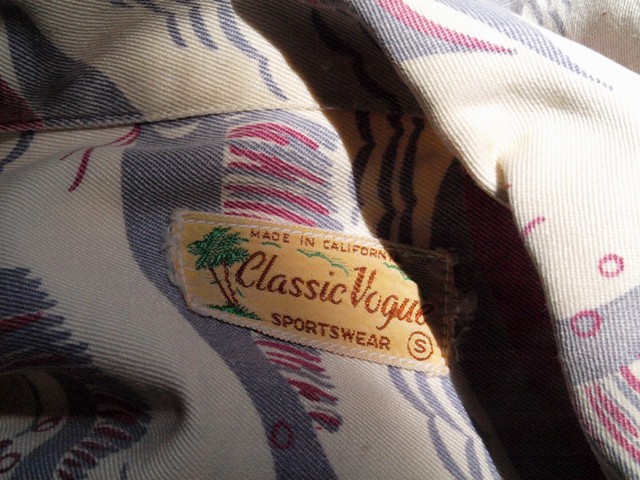 MADE IN CALIFORNIA
Classic Vogue
SPORTSWEAR S